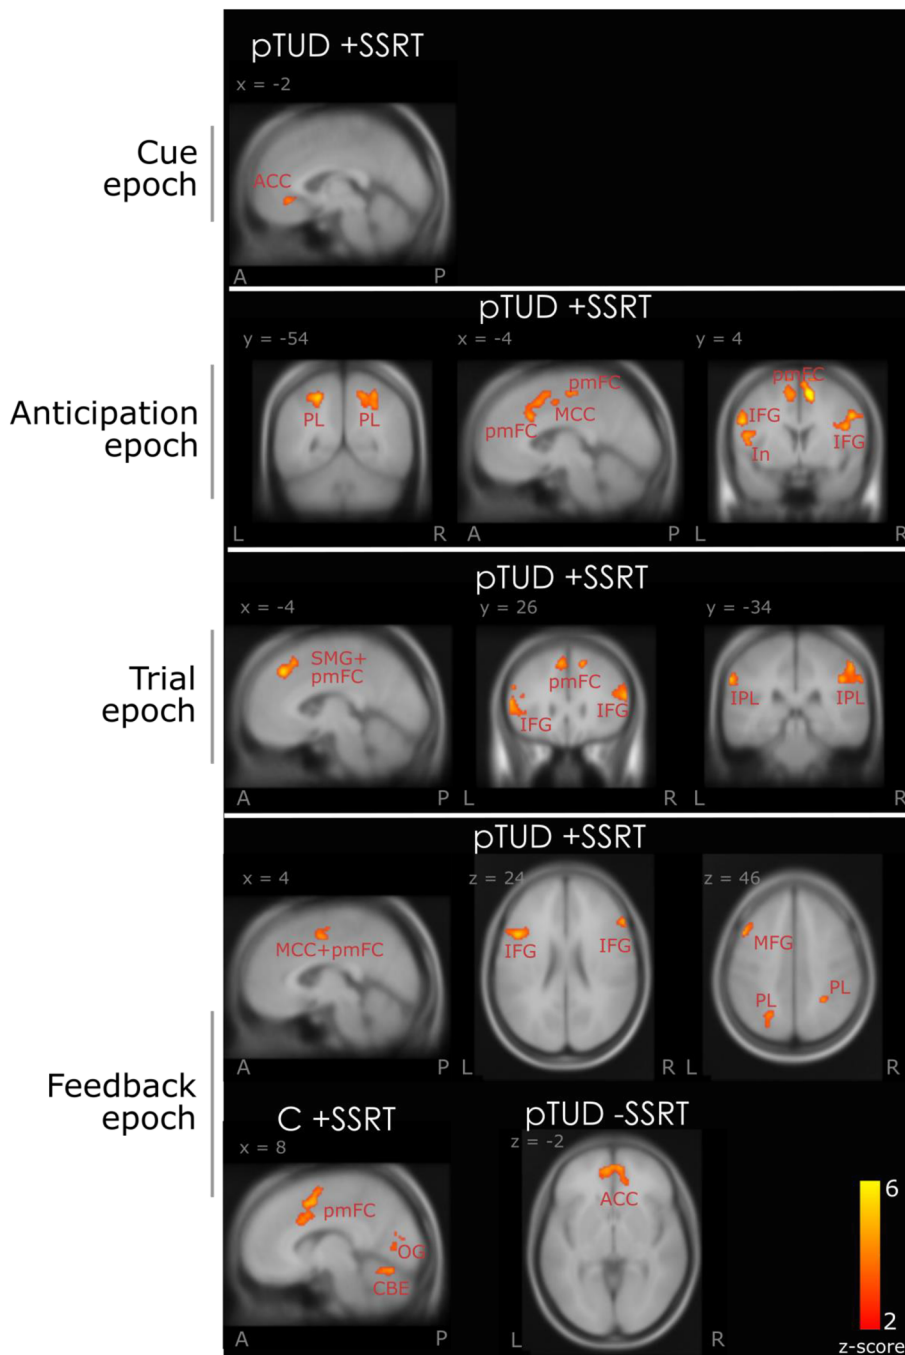 pTUD +SSRT
x = -2
Cue
epoch
ACC
A P
pTUD +SSRT
y = -54 x = -4 y = 4
Anticipation
epoch
PL PL
pmFC MCC pmFC
pmFC IFG In IFG
L R A P L R
pTUD +SSRT
x = -4 y = 26 y = -34
Trial
epoch
SMG+
pmFC
pmFC IFG IFG
IPL IPL
A P L R L R
pTUD +SSRT
x = 4 z = 24 z = 46
MCC+pmFC
IFG IFG
MFG
PL PL
A P L R L R
Feedback
epoch
C +SSRT pTUD -SSRT
x = 8 z = -2
pmFC
OG
CBE
ACC
A P L R
6
2
z-score